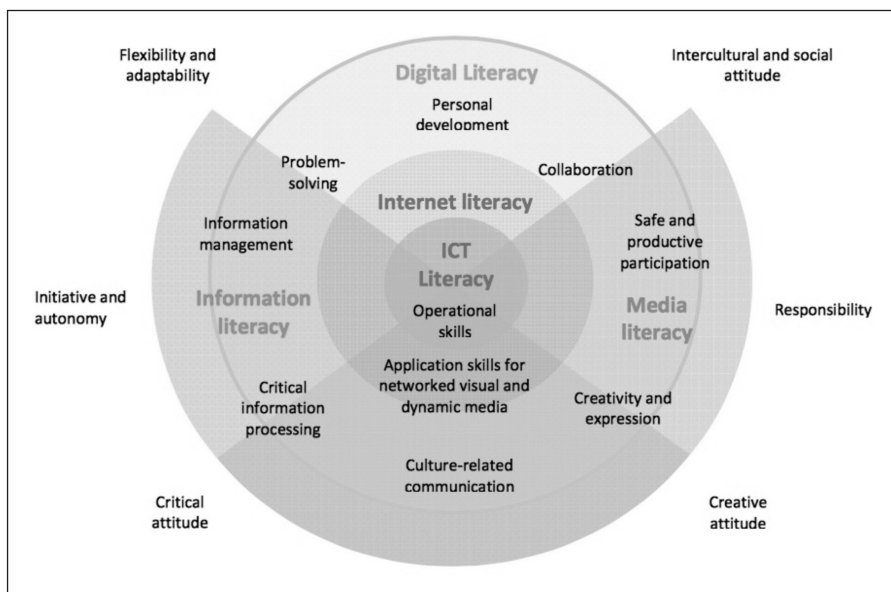 Flexibility and
adaptability
Intercultural and social
attitude
Digital Literacy
Personal
development
Problem-
solving
Collaboration
Internet literacy
Information
management
Safe and
productive
participation
ICT
Literacy
Initiative and
autonomy
Information
literacy
Operational
skills
Media
literacy
Responsibility
Application skills for
networked visual and
dynamic media
Critical
information
processing
Creativity and
expression
Culture-related
communication
Critical
attitude
Creative
attitude